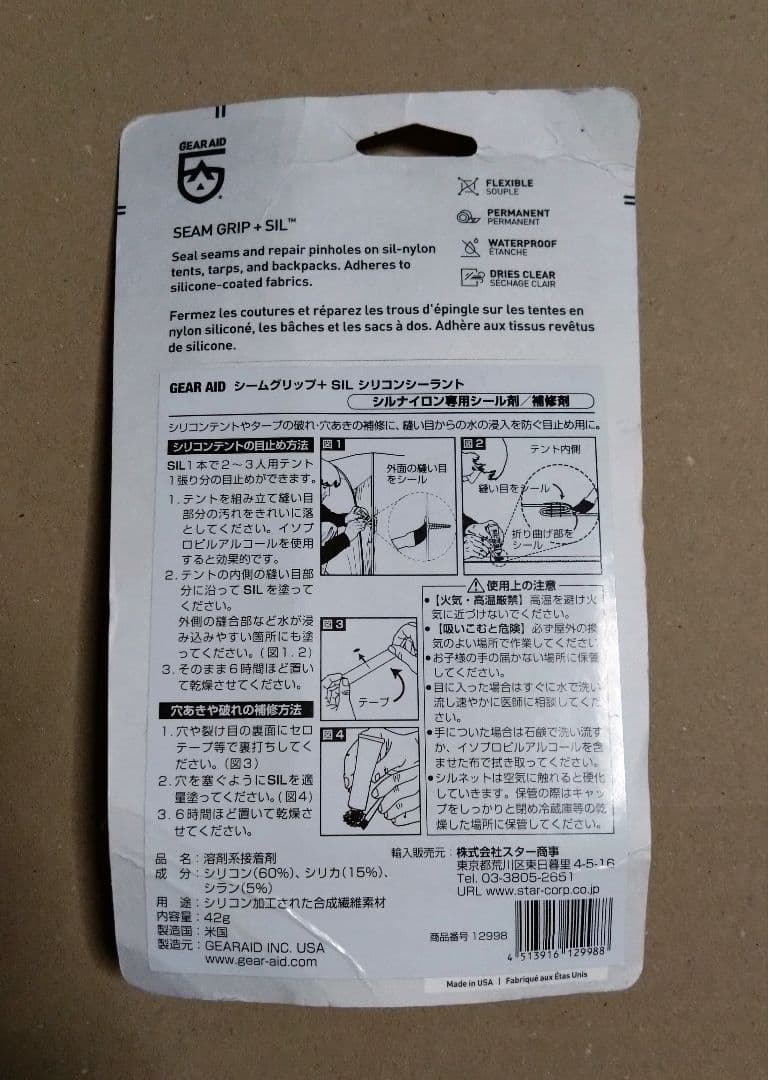 GEAR AID
SEAM GRIP + SIL™
Seal seams and repair pinholes on sil-nylon
tents, tarps, and backpacks. Adheres to
silicone-coated fabrics.
FLEXIBLE
SOUPLE
PERMANENT
PERMANENT
WATERPROOF
ÉTANCHE
DRIES CLEAR
SÉCHAGE CLAIR
Fermez les coutures et réparez les trous d'épingle sur les tentes en
nylon siliconé, les bâches et les sacs à dos. Adhère aux tissus revêtus
de silicone.
GEAR AID シームグリップ+ SIL シリコンシーラント
シルナイロン専用シール剤/補修剤
シリコンテントやタープの破れ・穴あきの補修に、縫い目からの水の浸入を防ぐ目止め用に。
シリコンテントの目止め方法
SIL1本で2～3人用テント
1張り分の目止めができます。
1.テントを組み立て縫い目
部分の汚れをきれいに落
としてください。イソプ
ロピルアルコールを使用
すると効果的です。
2.テントの内側の縫い目部
分に沿ってSILを塗って
ください。
外側の縫合部など水が浸
み込みやすい箇所にも塗
ってください。(図1.2)
3.そのまま6時間ほど置い
て乾燥させてください。
穴あきや破れの補修方法
1.穴や裂け目の裏面にセロ
テープ等で裏打ちしてく
ださい。(図3)
2.穴を塞ぐようにSILを適
量塗ってください。(図4)
3.6時間ほど置いて乾燥さ
せてください。
図1
外面の縫い目
をシール
図2
テント内側
縫い目をシール
折り曲げ部を
シール
図3
テープ
図4
使用上の注意
•【火気・高温厳禁】高温を避け火
気に近づけないでください。
•【吸いこむと危険】必ず屋外の換
気のよい場所で作業してください
•お子様の手の届かない場所に保管
してください。
•目に入った場合はすぐに水で洗い
流し速やかに医師に相談してくだ
さい。
•手についた場合は石鹸で洗い流す
か、イソプロピルアルコールを含
ませた布で拭き取ってください。
•シルネットは空気に触れると硬化
していきます。保管の際はキャッ
プをしっかりと閉め冷蔵庫等の乾
燥した場所に保管してください。
品 名:溶剤系接着剤
成 分:シリコン(60%)、シリカ(15%)、
シラン(5%)
用 途:シリコン加工された合成繊維素材
内容量:42g
製造国:米国
製造元:GEARAID INC. USA
www.gear-aid.com
輸入販売元:株式会社スター商事
東京都荒川区東日暮里 4-5-16
Tel. 03-3805-2651
URL www.star-corp.co.jp
商品番号 12998
4 513916 129988
Made in USA | Fabriqué aux États Unis